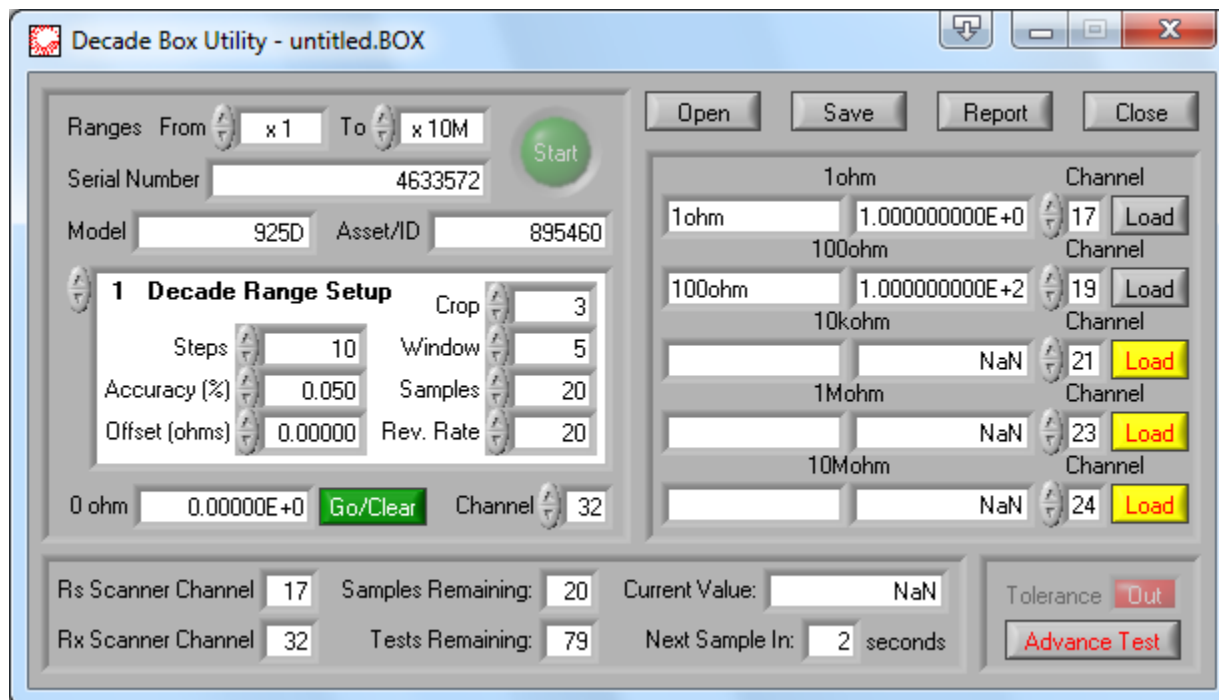 Decade Box Utility - untitled.BOX
Ranges From x 1 To x 10M Start
Serial Number 4633572
Model 925D Asset/ID 895460
1 Decade Range Setup
Crop 3
Steps 10 Window 5
Accuracy (%) 0.050 Samples 20
Offset (ohms) 0.00000 Rev. Rate 20
0 ohm 0.00000E+0 Go/Clear Channel 32
Open Save Report Close
1ohm Channel
1ohm 1.000000000E+0 17 Load
100ohm Channel
100ohm 1.000000000E+2 19 Load
10kohm Channel
NaN 21 Load
1Mohm Channel
NaN 23 Load
10Mohm Channel
NaN 24 Load
Rs Scanner Channel 17 Samples Remaining: 20 Current Value: NaN
Rx Scanner Channel 32 Tests Remaining: 79 Next Sample In: 2 seconds
Tolerance Out
Advance Test